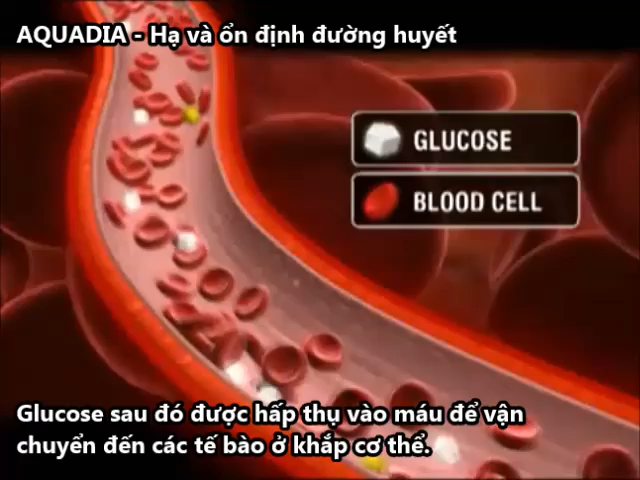 AQUADIA - Hạ và ổn định đường huyết
GLUCOSE
BLOOD CELL
Glucose sau đó được hấp thụ vào máu để vận
chuyển đến các tế bào ở khắp cơ thể.